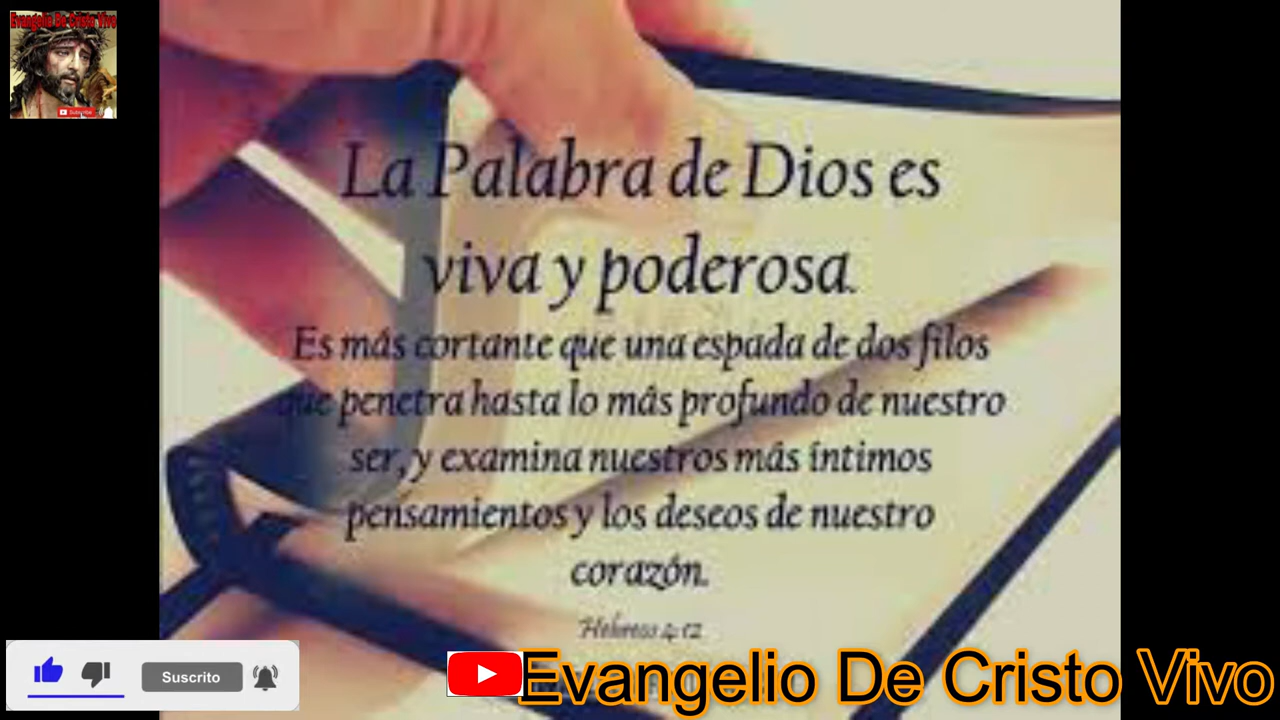 Evangelio De Cristo Vivo
Subscribe
La Palabra de Dios es
viva y poderosa.
Es más cortante que una espada de dos filos
que penetra hasta lo más profundo de nuestro
ser, y examina nuestros más íntimos
pensamientos y los deseos de nuestro
corazón.
Hebreos 4:12
Suscrito
Evangelio De Cristo Vivo